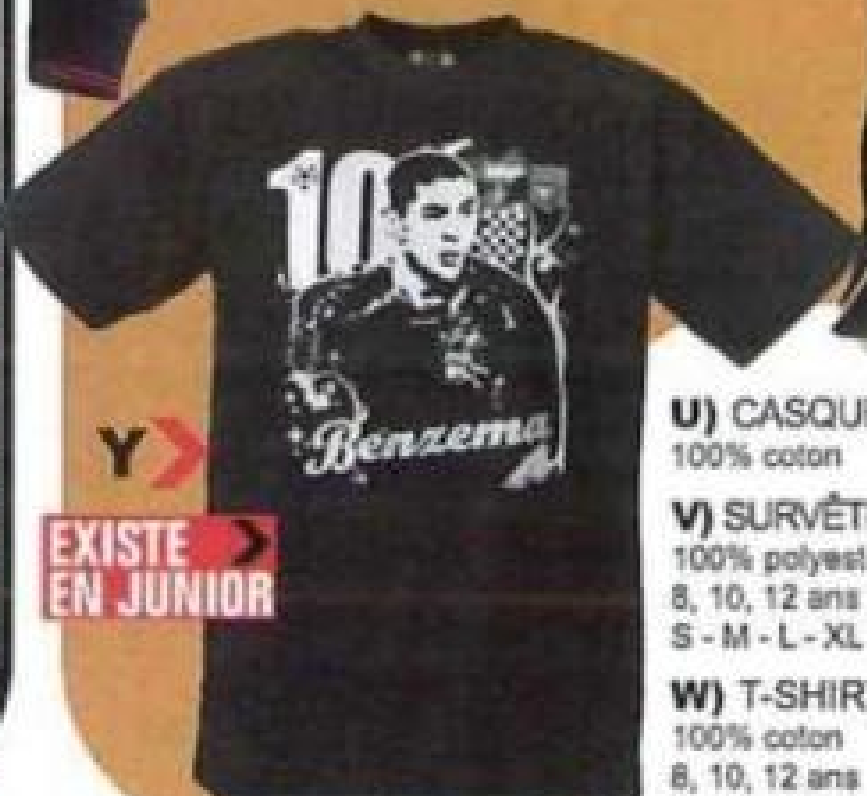 10
Benzema
Y
EXISTE
EN JUNIOR
U) CASQU
100% coton
V) SURVÊT
100% polyest
8, 10, 12 ans
S - M - L - XL
W) T-SHIR
100% coton
8, 10, 12 ans